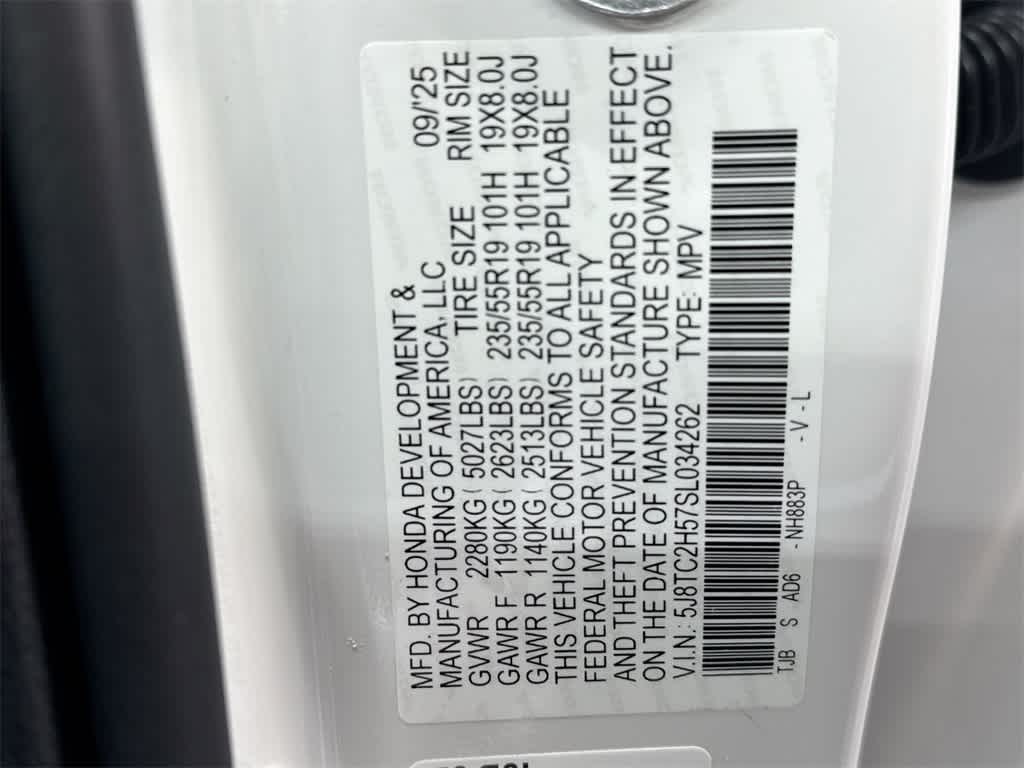 MFD. BY HONDA DEVELOPMENT & 09/'25
MANUFACTURING OF AMERICA, LLC
TIRE SIZE RIM SIZE
GVWR 2280KG ( 5027LBS)
GAWR F 1190KG ( 2623LBS) 235/55R19 101H 19X8.0J
GAWR R 1140KG ( 2513LBS) 235/55R19 101H 19X8.0J
THIS VEHICLE CONFORMS TO ALL APPLICABLE
FEDERAL MOTOR VEHICLE SAFETY
AND THEFT PREVENTION STANDARDS IN EFFECT
ON THE DATE OF MANUFACTURE SHOWN ABOVE.
V.I.N: 5J8TC2H57SL034262 TYPE: MPV
TJB S AD6 - NH883P - V - L